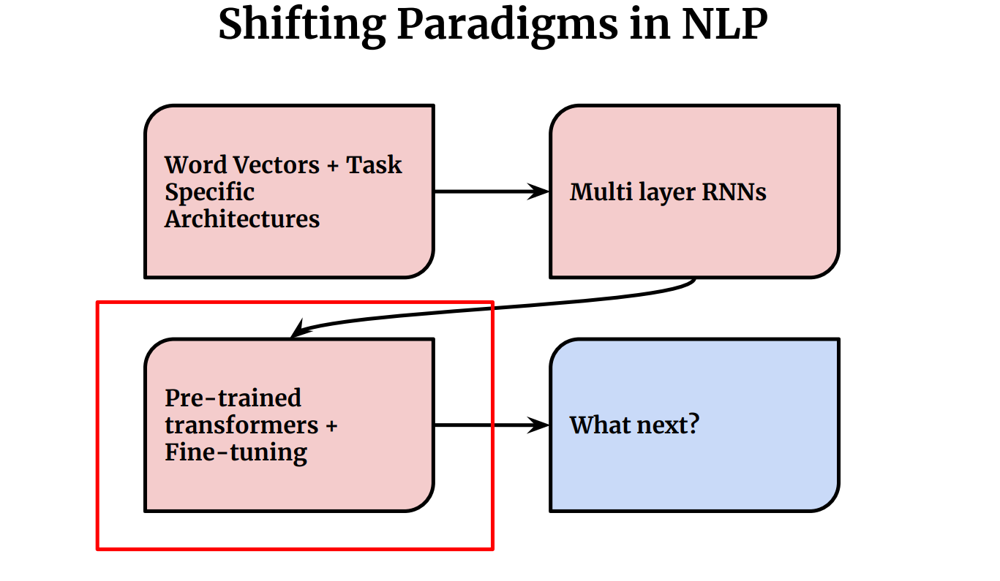 Shifting Paradigms in NLP
Word Vectors + Task
Specific
Architectures
Multi layer RNNs
Pre-trained
transformers +
Fine-tuning
What next?